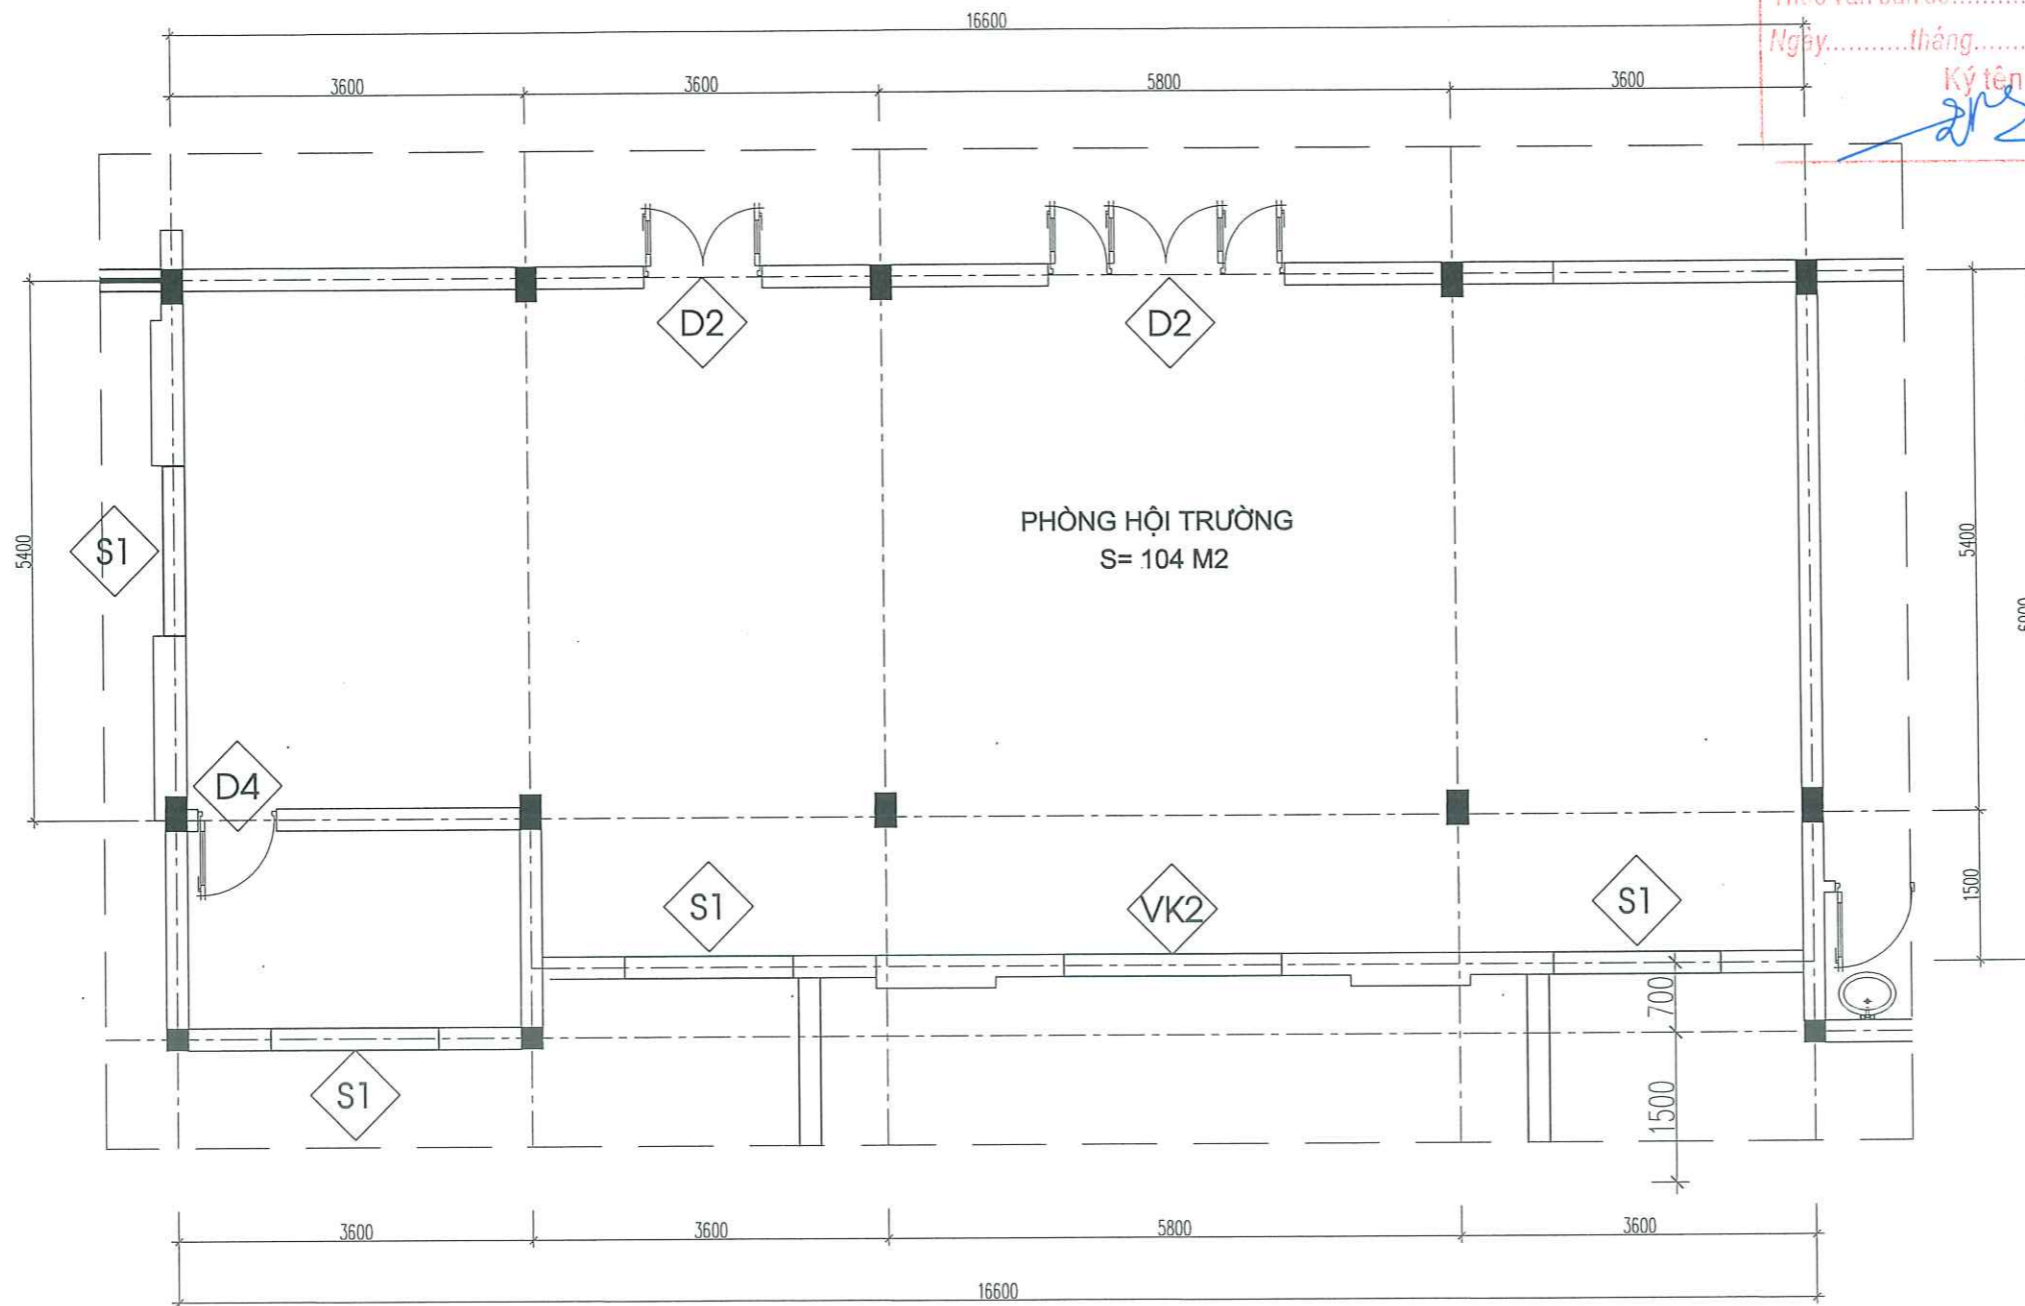 16600
Ngày...........tháng.......
3600
3600
5800
3600
Ký tên
D2
D2
PHÒNG HỘI TRƯỜNG
S= 104 M2
5400
S1
5400
6900
D4
S1
VK2
S1
1500
700
S1
1500
3600
3600
5800
3600
16600